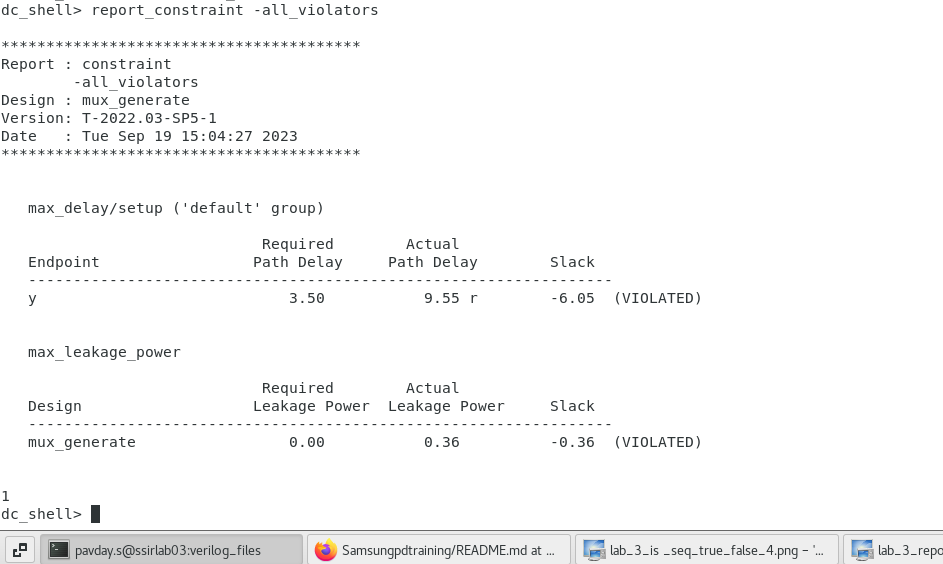 dc_shell> report_constraint -all_violators
****************************************
Report : constraint
        -all_violators
Design : mux_generate
Version: T-2022.03-SP5-1
Date   : Tue Sep 19 15:04:27 2023
****************************************
max_delay/setup ('default' group)
Required Actual
Endpoint Path Delay Path Delay Slack
-----------------------------------------------------------------
y 3.50 9.55 r -6.05 (VIOLATED)
max_leakage_power
Required Actual
Design Leakage Power Leakage Power Slack
-----------------------------------------------------------------
mux_generate 0.00 0.36 -0.36 (VIOLATED)
1
dc_shell>
pavday.s@ssirlab03:verilog_files
Samsungpdtraining/README.md at ...
lab_3_is _seq_true_false_4.png – '...
lab_3_repo